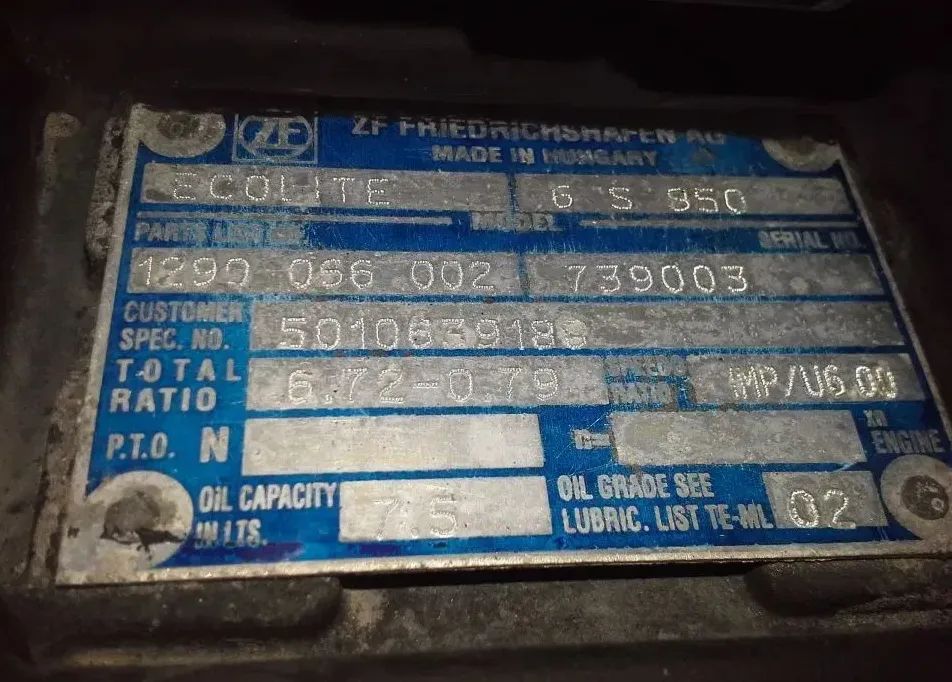 ZF ZF FRIEDRICHSHAFEN AG
MADE IN HUNGARY
ECOLITE 6 S 850
MODEL
PARTS LIST NO. SERIAL NO.
1290 056 002 739003
CUSTOMER
SPEC. NO. 5010639188
TOTAL
RATIO 6.72-0.79 IMP/U6.00
P.T.O. N n= XN ENGINE
OIL CAPACITY
IN LTS. 7.5
OIL GRADE SEE
LUBRIC. LIST TE-ML 02